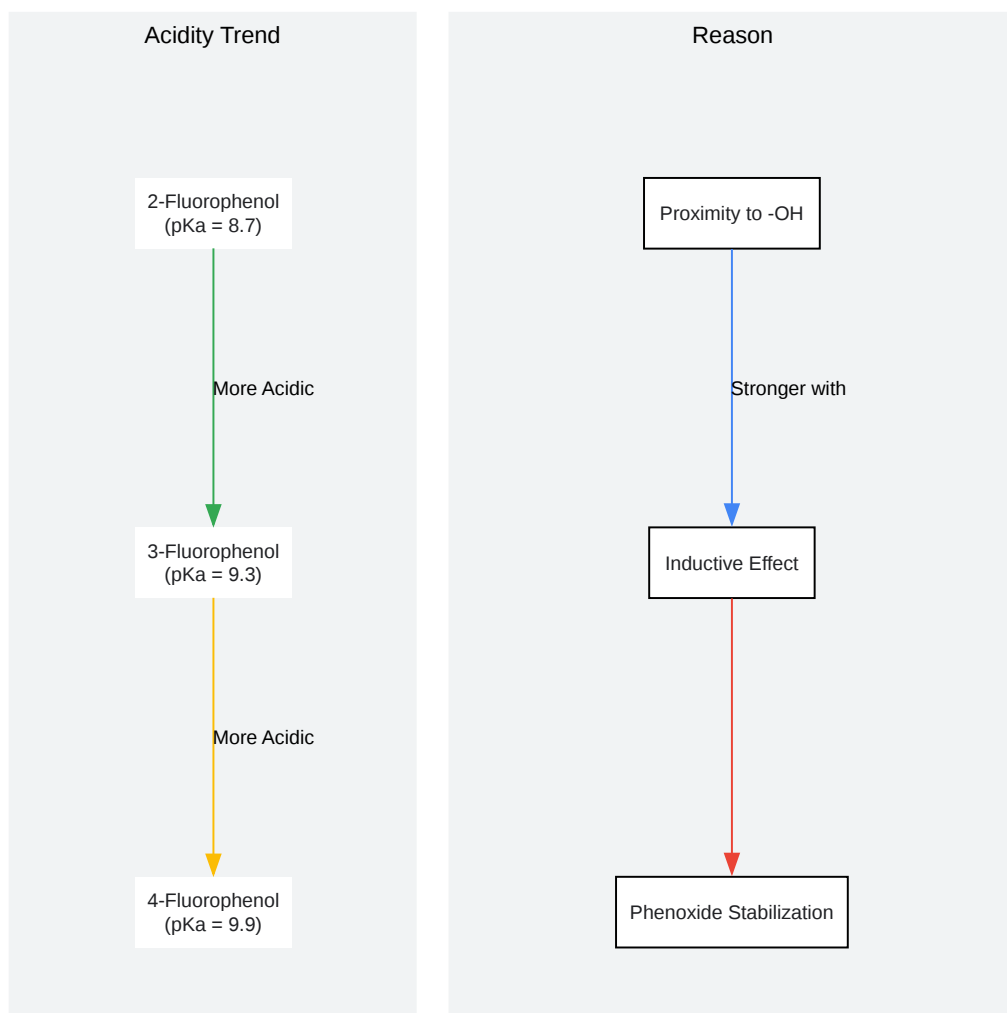 Acidity Trend
2-Fluorophenol
(pKa = 8.7)
More Acidic
3-Fluorophenol
(pKa = 9.3)
More Acidic
4-Fluorophenol
(pKa = 9.9)
Reason
Proximity to -OH
Stronger with
Inductive Effect
Phenoxide Stabilization